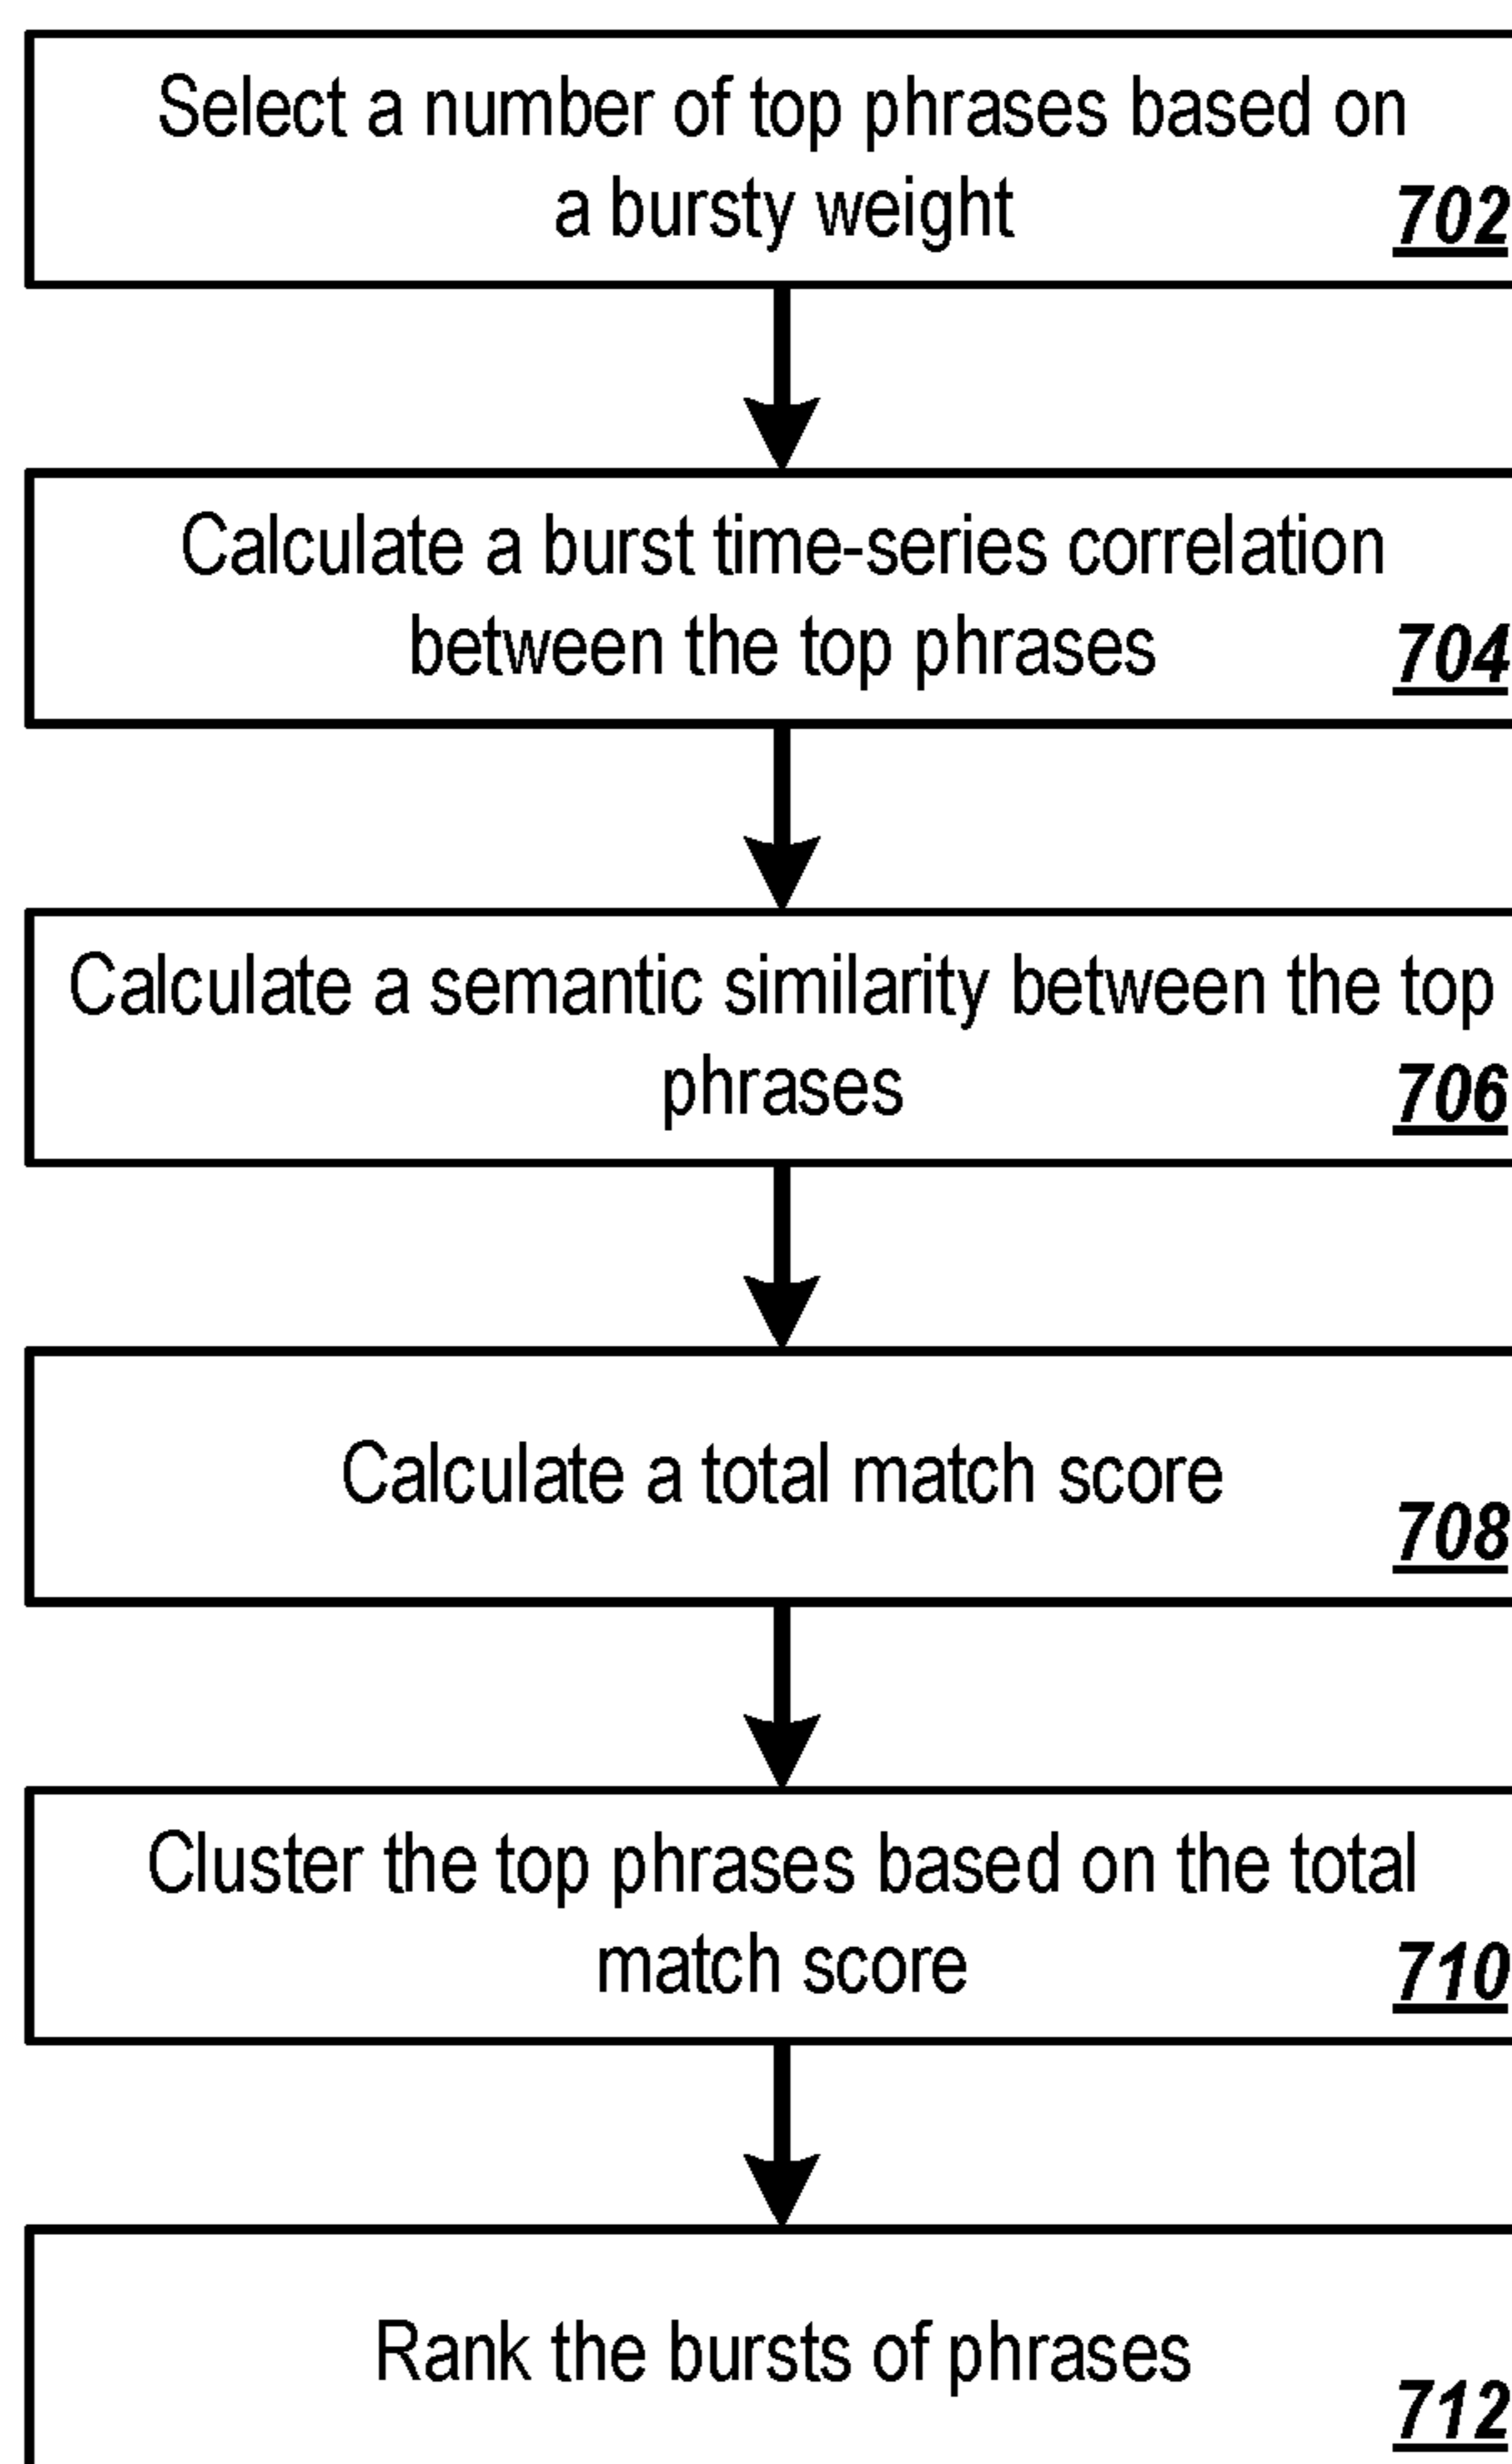 Select a number of top phrases based on
a bursty weight
702
Calculate a burst time-series correlation
between the top phrases
704
Calculate a semantic similarity between the top
phrases
706
Calculate a total match score
708
Cluster the top phrases based on the total
match score
710
Rank the bursts of phrases
712